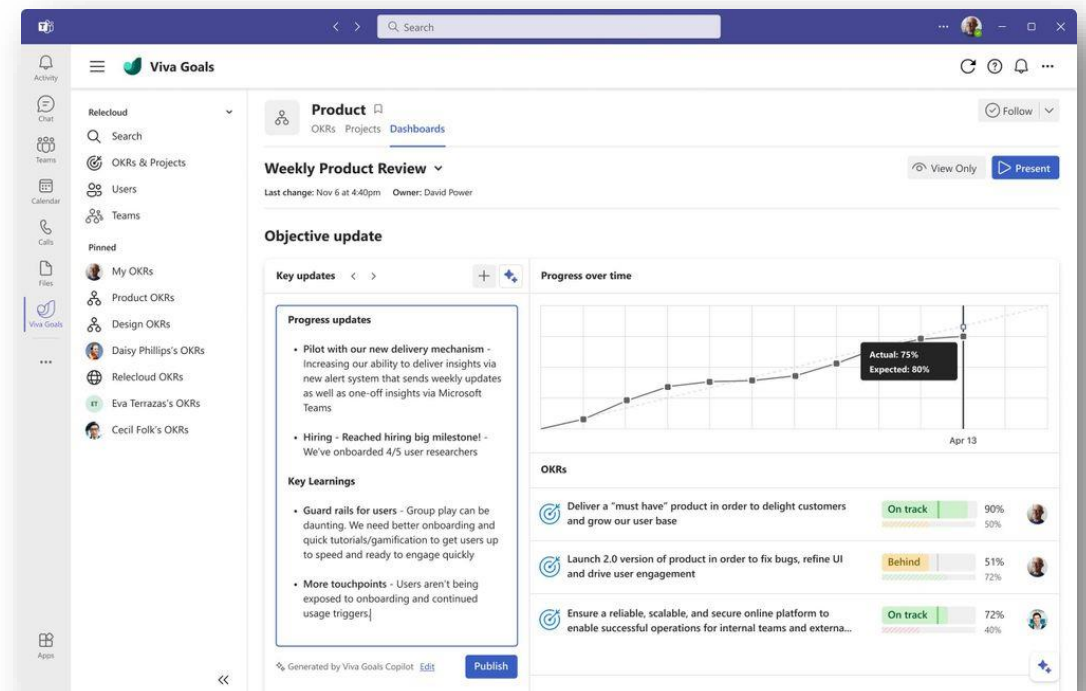 Search
Activity
Chat
Teams
Calendar
Calls
Files
Viva Goals
Apps
Viva Goals
Relecloud
Search
OKRs & Projects
Users
Teams
Pinned
My OKRs
Product OKRs
Design OKRs
Daisy Phillips's OKRs
Relecloud OKRs
ET
Eva Terrazas's OKRs
Cecil Folk's OKRs
Product
OKRs Projects Dashboards
Follow
Weekly Product Review
View Only
Present
Last change: Nov 6 at 4:40pm Owner: David Power
Objective update
Key updates
Progress updates
• Pilot with our new delivery mechanism -
Increasing our ability to deliver insights via
new alert system that sends weekly updates
as well as one-off insights via Microsoft
Teams
• Hiring - Reached hiring big milestone! -
We've onboarded 4/5 user researchers
Key Learnings
• Guard rails for users - Group play can be
daunting. We need better onboarding and
quick tutorials/gamification to get users up
to speed and ready to engage quickly
• More touchpoints - Users aren't being
exposed to onboarding and continued
usage triggers.
Generated by Viva Goals Copilot Edit
Publish
Progress over time
Actual: 75%
Expected: 80%
Apr 13
OKRs
Deliver a "must have" product in order to delight customers
and grow our user base
On track
90%
50%
Launch 2.0 version of product in order to fix bugs, refine UI
and drive user engagement
Behind
51%
72%
Ensure a reliable, scalable, and secure online platform to
enable successful operations for internal teams and externa...
On track
72%
40%